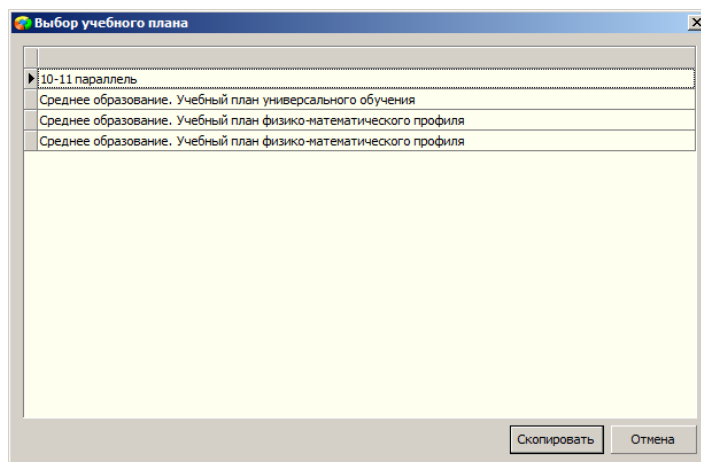 Выбор учебного плана
10-11 параллель
Среднее образование. Учебный план универсального обучения
Среднее образование. Учебный план физико-математического профиля
Среднее образование. Учебный план физико-математического профиля
Скопировать
Отмена